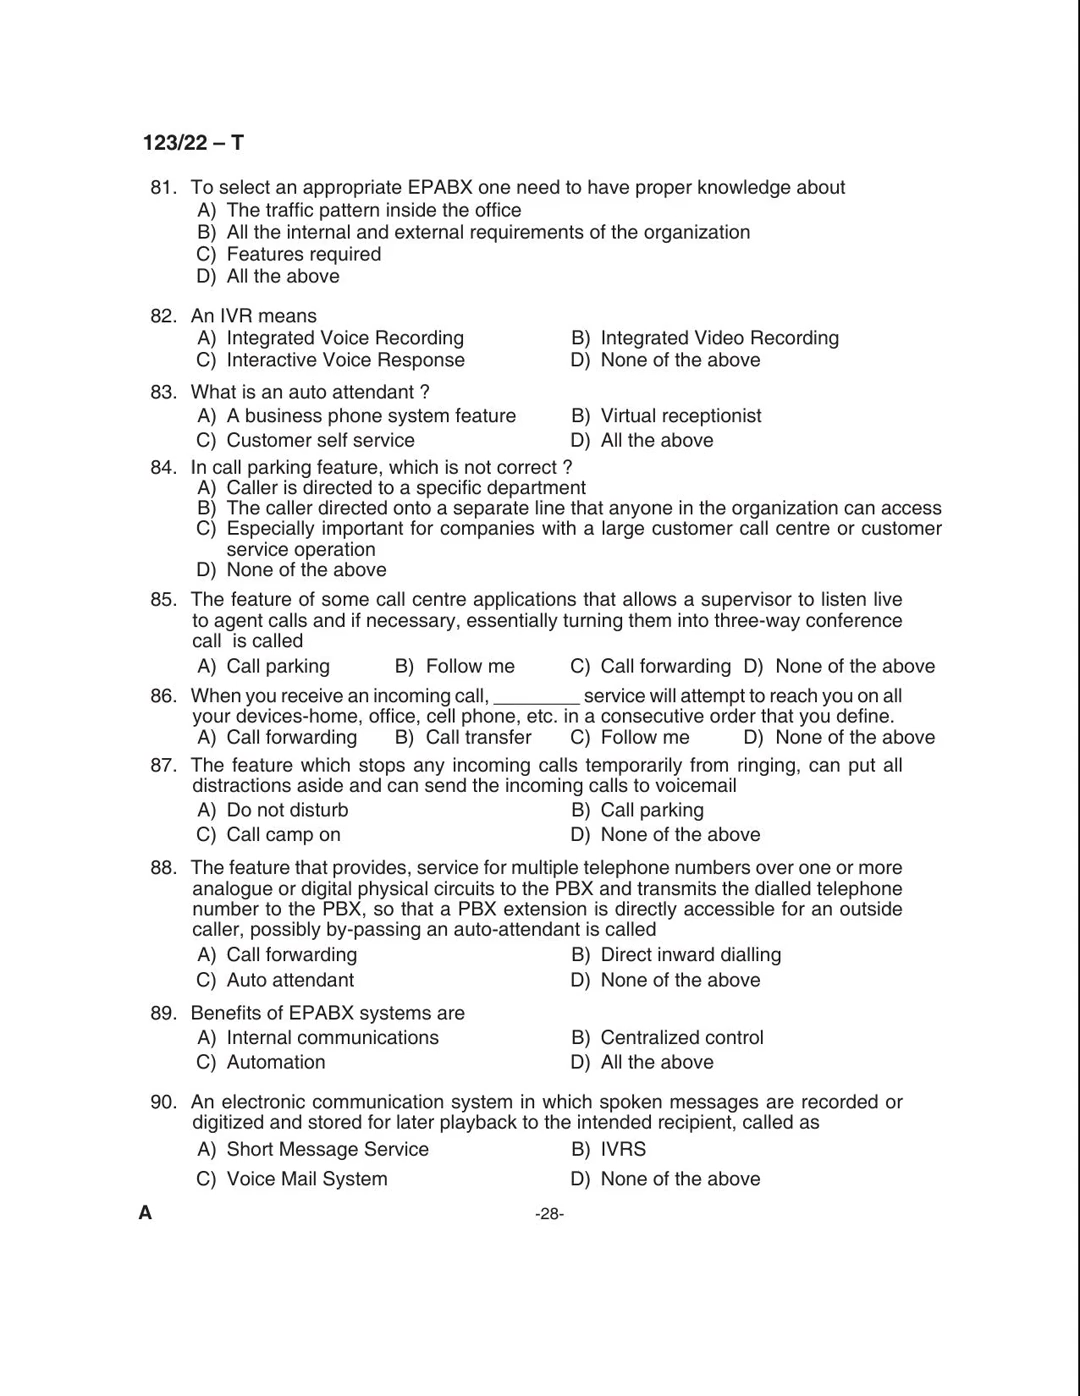 123/22 – T
81. To select an appropriate EPABX one need to have proper knowledge about
A) The traffic pattern inside the office
B) All the internal and external requirements of the organization
C) Features required
D) All the above
82. An IVR means
A) Integrated Voice Recording B) Integrated Video Recording
C) Interactive Voice Response D) None of the above
83. What is an auto attendant ?
A) A business phone system feature B) Virtual receptionist
C) Customer self service D) All the above
84. In call parking feature, which is not correct ?
A) Caller is directed to a specific department
B) The caller directed onto a separate line that anyone in the organization can access
C) Especially important for companies with a large customer call centre or customer
service operation
D) None of the above
85. The feature of some call centre applications that allows a supervisor to listen live
to agent calls and if necessary, essentially turning them into three-way conference
call is called
A) Call parking B) Follow me C) Call forwarding D) None of the above
86. When you receive an incoming call, ________ service will attempt to reach you on all
your devices-home, office, cell phone, etc. in a consecutive order that you define.
A) Call forwarding B) Call transfer C) Follow me D) None of the above
87. The feature which stops any incoming calls temporarily from ringing, can put all
distractions aside and can send the incoming calls to voicemail
A) Do not disturb B) Call parking
C) Call camp on D) None of the above
88. The feature that provides, service for multiple telephone numbers over one or more
analogue or digital physical circuits to the PBX and transmits the dialled telephone
number to the PBX, so that a PBX extension is directly accessible for an outside
caller, possibly by-passing an auto-attendant is called
A) Call forwarding B) Direct inward dialling
C) Auto attendant D) None of the above
89. Benefits of EPABX systems are
A) Internal communications B) Centralized control
C) Automation D) All the above
90. An electronic communication system in which spoken messages are recorded or
digitized and stored for later playback to the intended recipient, called as
A) Short Message Service B) IVRS
C) Voice Mail System D) None of the above
A -28-